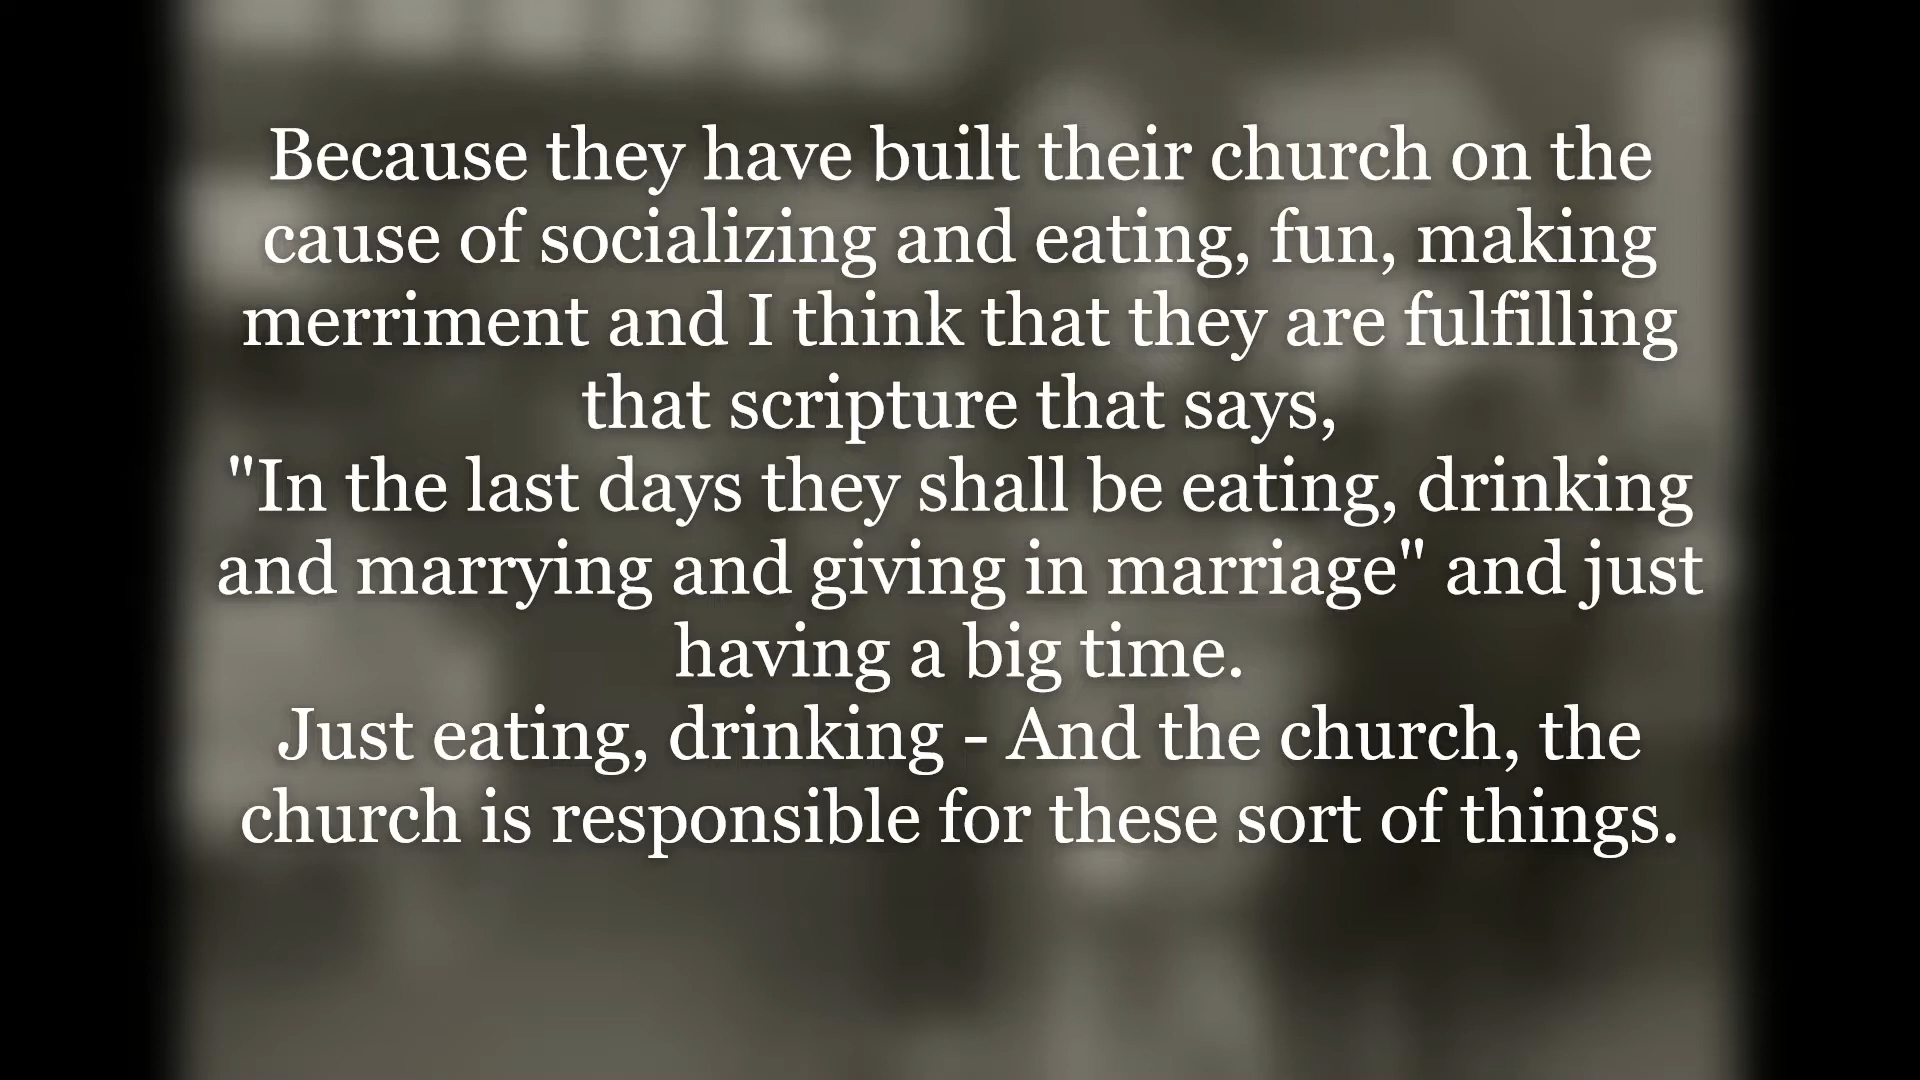 Because they have built their church on the
cause of socializing and eating, fun, making
merriment and I think that they are fulfilling
that scripture that says,
"In the last days they shall be eating, drinking
and marrying and giving in marriage" and just
having a big time.
Just eating, drinking - And the church, the
church is responsible for these sort of things.